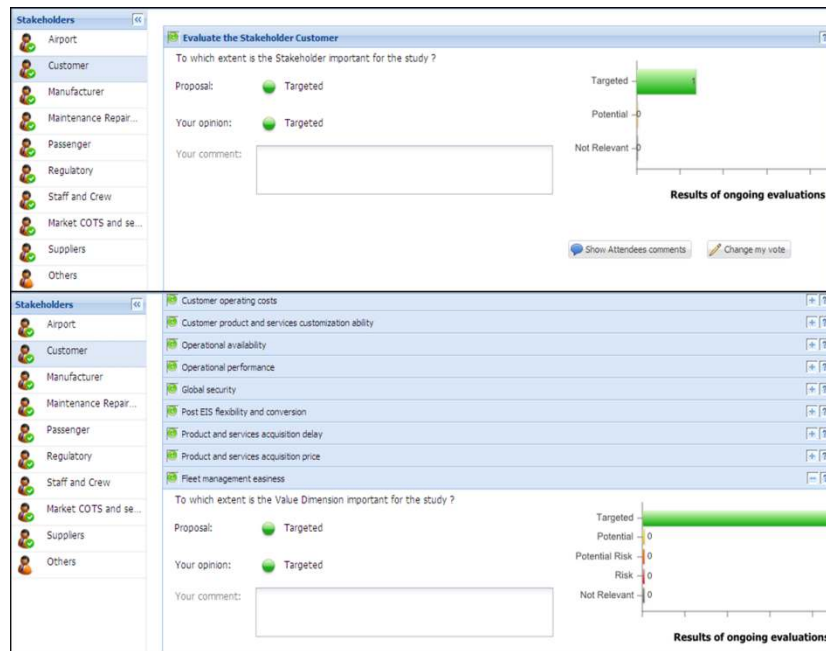 Stakeholders
Airport
Customer
Manufacturer
Maintenance Repair...
Passenger
Regulatory
Staff and Crew
Market COTS and se...
Suppliers
Others
Evaluate the Stakeholder Customer
To which extent is the Stakeholder important for the study ?
Proposal: Targeted
Your opinion: Targeted
Your comment:
Targeted 1
Potential 0
Not Relevant 0
Results of ongoing evaluations
Show Attendees comments Change my vote
Stakeholders
Airport
Customer
Manufacturer
Maintenance Repair...
Passenger
Regulatory
Staff and Crew
Market COTS and se...
Suppliers
Others
Customer operating costs
Customer product and services customization ability
Operational availability
Operational performance
Global security
Post EIS flexibility and conversion
Product and services acquisition delay
Product and services acquisition price
Fleet management easiness
To which extent is the Value Dimension important for the study ?
Proposal: Targeted
Your opinion: Targeted
Your comment:
Targeted
Potential 0
Potential Risk 0
Risk 0
Not Relevant 0
Results of ongoing evaluations